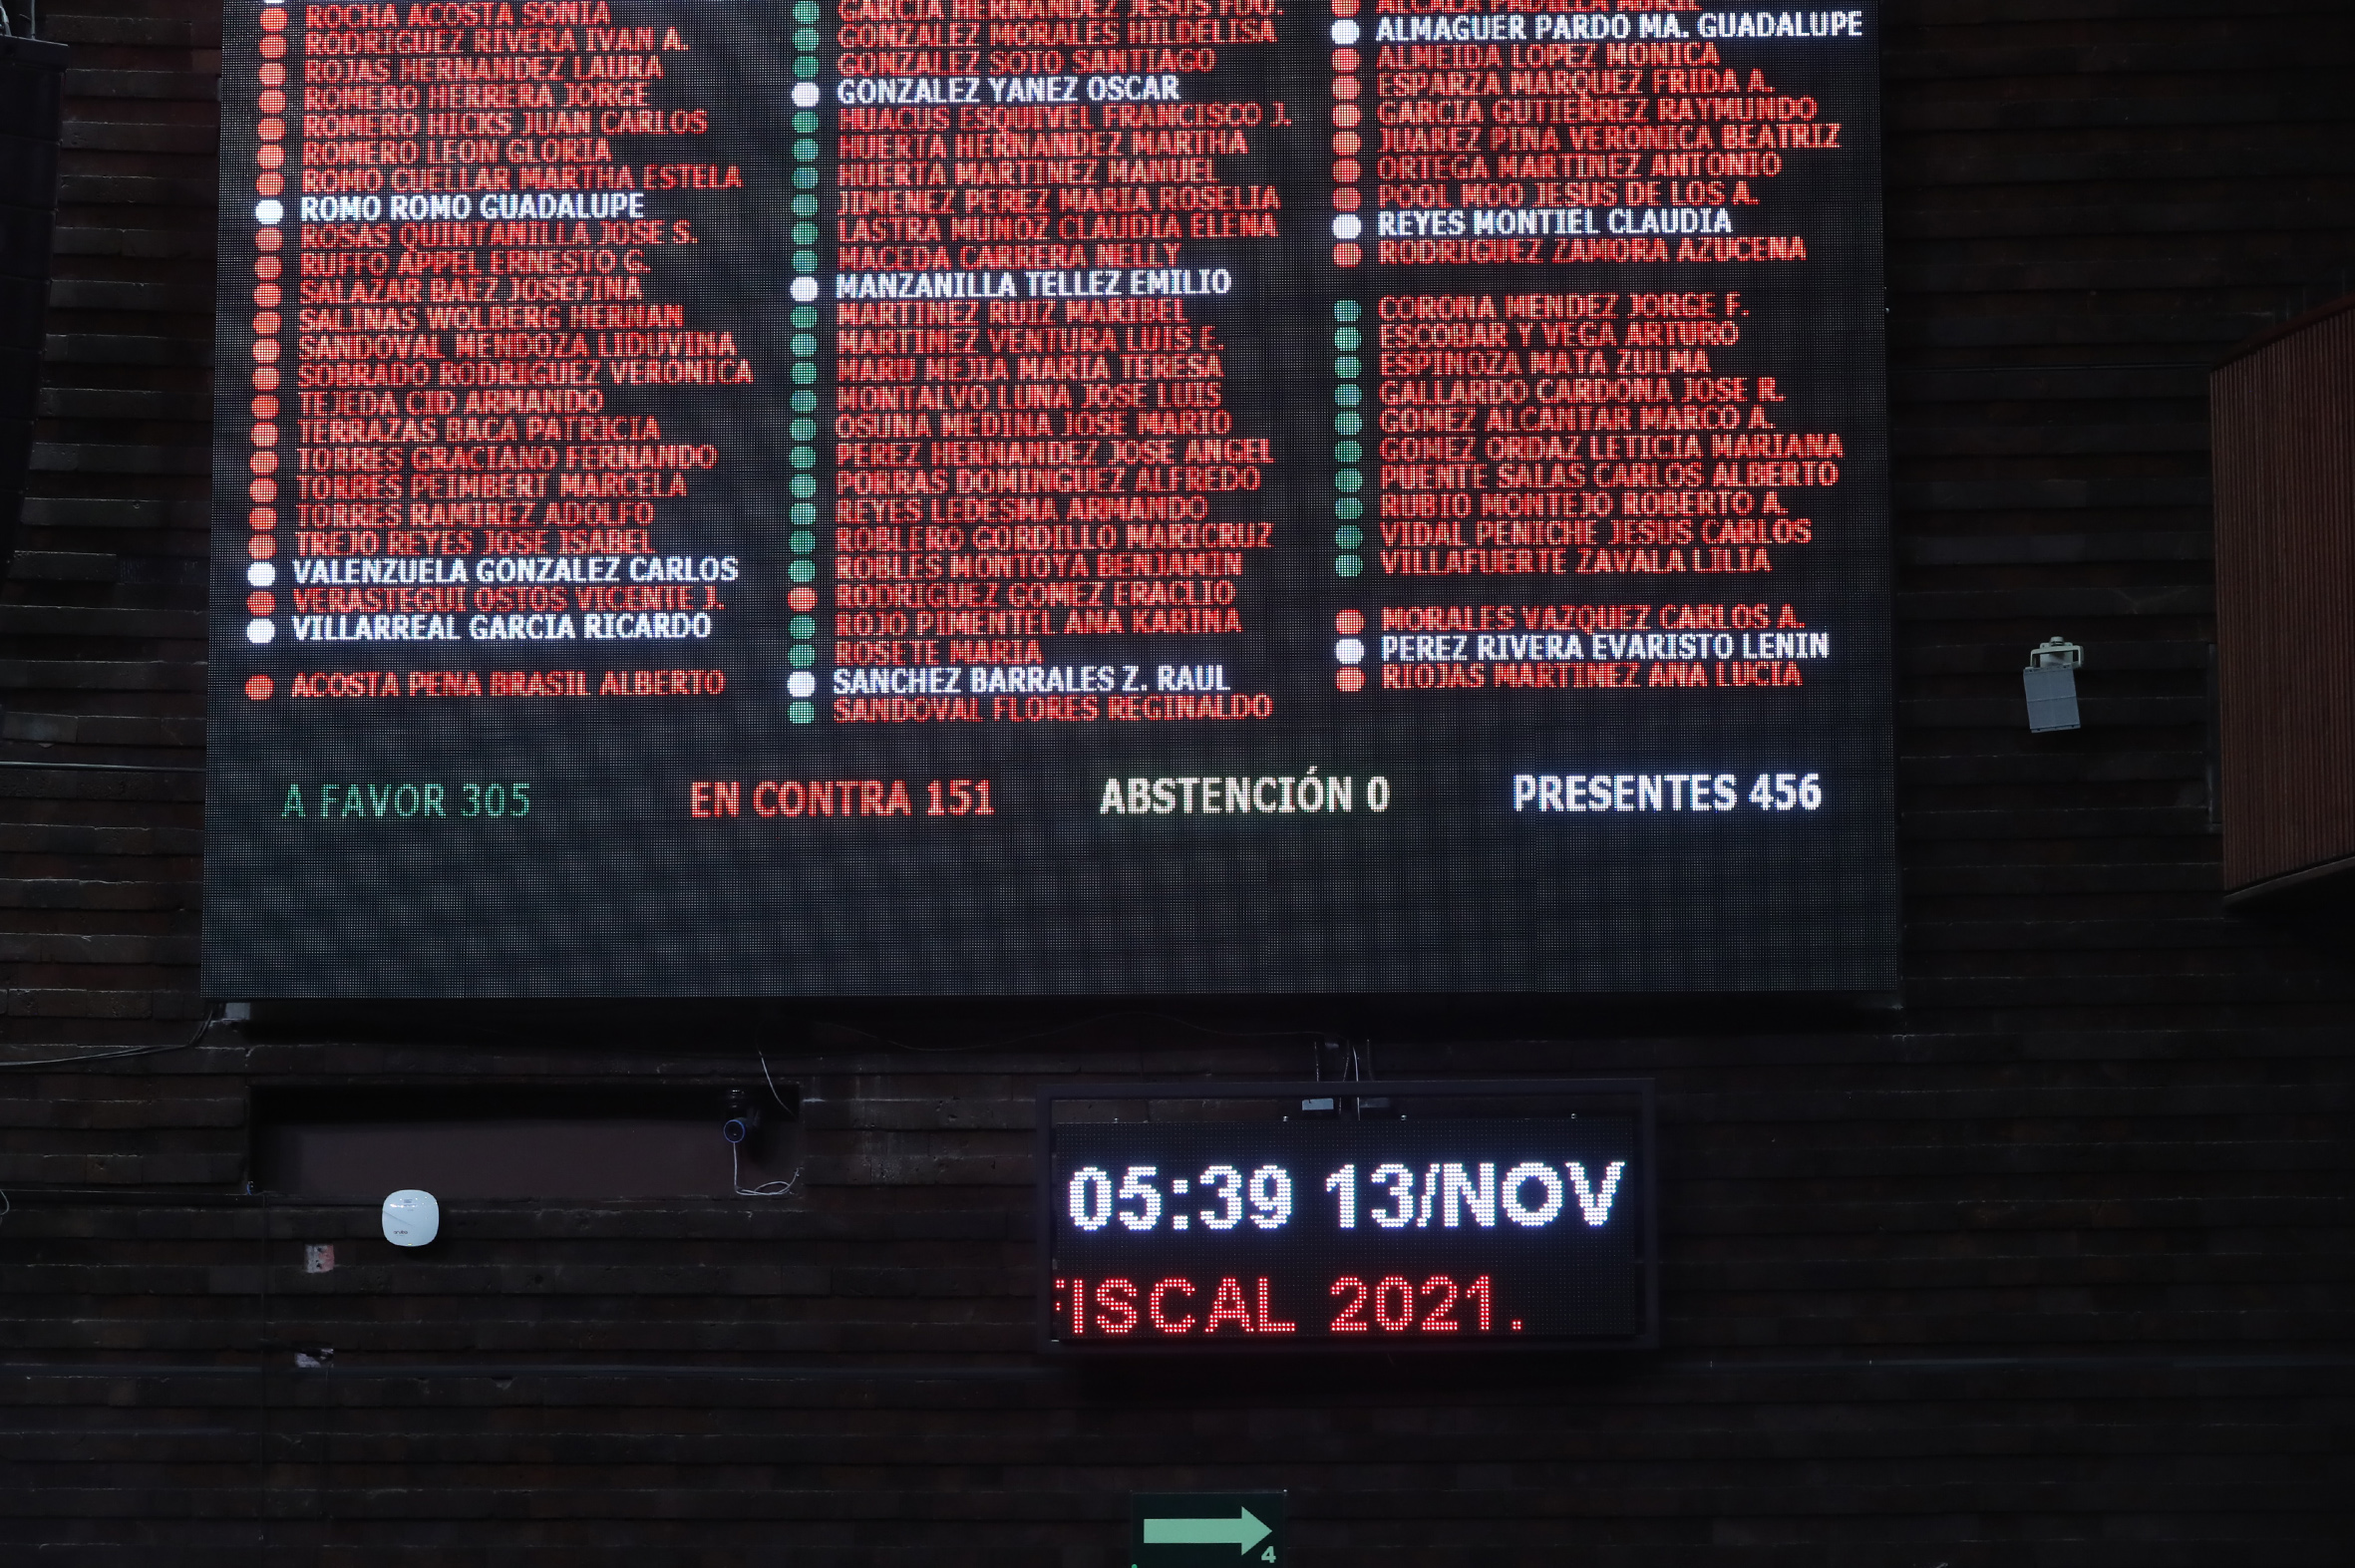 ROCHA ACOSTA SONIA
RODRIGUEZ RIVERA IVAN A.
ROJAS HERNANDEZ LAURA
ROMERO HERRERA JORGE
ROMERO HICKS JUAN CARLOS
ROMERO LEON GLORIA
ROMO CUELLAR MARTHA ESTELA
ROMO ROMO GUADALUPE
ROSAS QUINTANILLA JOSE S.
RUFFO APPEL ERNESTO G.
SALAZAR BAEZ JOSEFINA
SALINAS WOLBERG HERNAN
SANDOVAL MENDOZA LIDUVINA
SOBRADO RODRIGUEZ VERONICA
TEJEDA CID ARMANDO
TERRAZAS BACA PATRICIA
TORRES GRACIANO FERNANDO
TORRES PEIMBERT MARCELA
TORRES RAMIREZ ADOLFO
TREJO REYES JOSE ISABEL
VALENZUELA GONZALEZ CARLOS
VERASTEGUI OSTOS VICENTE J.
VILLARREAL GARCIA RICARDO
ACOSTA PENA BRASIL ALBERTO
GARCIA HERNANDEZ JESUS
GONZALEZ MORALES HILDELISA
GONZALEZ SOTO SANTIAGO
GONZALEZ YANEZ OSCAR
HUACUS ESQUIVEL FRANCISCO J.
HUERTA HERNANDEZ MARTHA
HUERTA MARTINEZ MANUEL
JIMENEZ PEREZ MARIA ROSELIA
LASTRA MUNOZ CLAUDIA ELENA
MACEDA CARRERA NELLY
MANZANILLA TELLEZ EMILIO
MARTINEZ RUIZ MARIBEL
MARTINEZ VENTURA LUIS E.
MARU MEJIA MARIA TERESA
MONTALVO LUNA JOSE LUIS
OSUNA MEDINA JOSE MARIO
PEREZ HERNANDEZ JOSE ANGEL
PORRAS DOMINGUEZ ALFREDO
REYES LEDESMA ARMANDO
ROBLERO GORDILLO MARICRUZ
ROBLES MONTOYA BENJAMIN
RODRIGUEZ GOMEZ ERACLIO
ROJO PIMENTEL ANA KARINA
ROSETE MARIA
SANCHEZ BARRALES Z. RAUL
SANDOVAL FLORES REGINALDO
ALCALA PADILLA
ALMAGUER PARDO MA. GUADALUPE
ALMEIDA LOPEZ MONICA
ESPARZA MARQUEZ FRIDA A.
GARCIA GUTIERREZ RAYMUNDO
JUAREZ PINA VERONICA BEATRIZ
ORTEGA MARTINEZ ANTONIO
POOL MOO JESUS DE LOS A.
REYES MONTIEL CLAUDIA
RODRIGUEZ ZAMORA AZUCENA
CORONA MENDEZ JORGE F.
ESCOBAR Y VEGA ARTURO
ESPINOZA MATA ZULMA
GALLARDO CARDONA JOSE R.
GOMEZ ALCANTAR MARCO A.
GOMEZ ORDAZ LETICIA MARIANA
PUENTE SALAS CARLOS ALBERTO
RUBIO MONTEJO ROBERTO A.
VIDAL PENICHE JESUS CARLOS
VILLAFUERTE ZAVALA LILIA
MORALES VAZQUEZ CARLOS A.
PEREZ RIVERA EVARISTO LENIN
RIOJAS MARTINEZ ANA LUCIA
A FAVOR 305
EN CONTRA 151
ABSTENCIÓN 0
PRESENTES 456
05:39 13/NOV
FISCAL 2021.
4